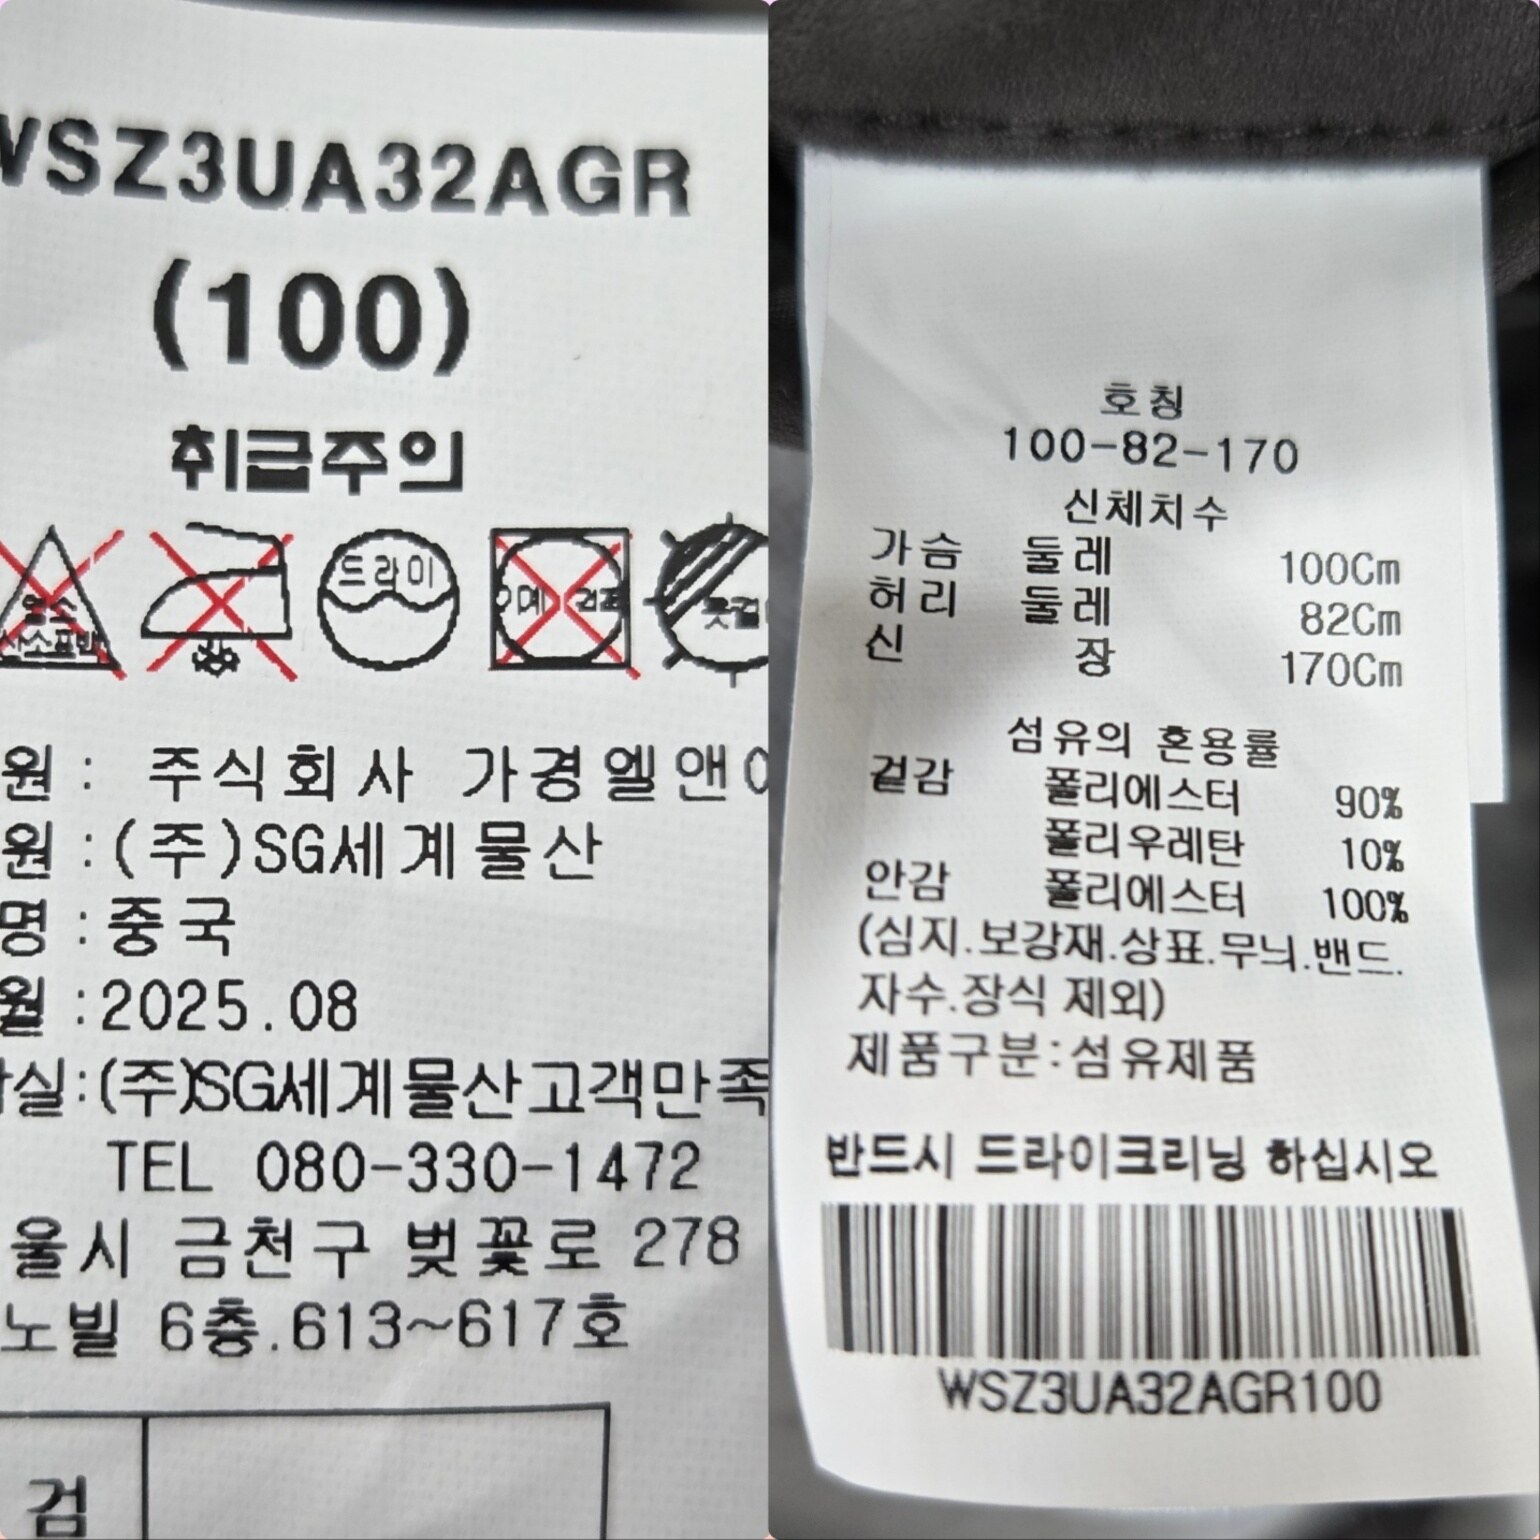 WSZ3UA32AGR
(100)
취급주의
드라이
원 : 주식회사 가경엘앤
원 : (주)SG세계물산
명 : 중국
월 : 2025.08
실:(주)SG세계물산고객만족
TEL 080-330-1472
울시 금천구 벚꽃로 278
노빌 6층.613~617호
검
호칭
100-82-170
신체치수
가슴 둘레 100Cm
허리 둘레 82Cm
신 장 170Cm
섬유의 혼용률
겉감 폴리에스터 90%
폴리우레탄 10%
안감 폴리에스터 100%
(심지.보강재.상표.무늬.밴드.
자수.장식 제외)
제품구분:섬유제품
반드시 드라이크리닝 하십시오
WSZ3UA32AGR100